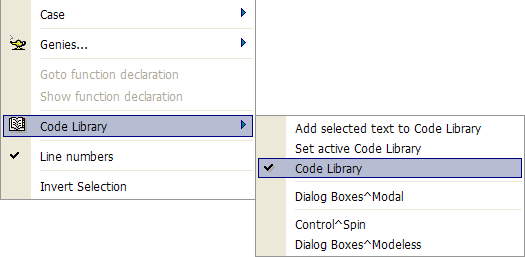 Case
Genies...
Goto function declaration
Show function declaration
Code Library
Line numbers
Invert Selection
Add selected text to Code Library
Set active Code Library
Code Library
Dialog Boxes^Modal
Control^Spin
Dialog Boxes^Modeless